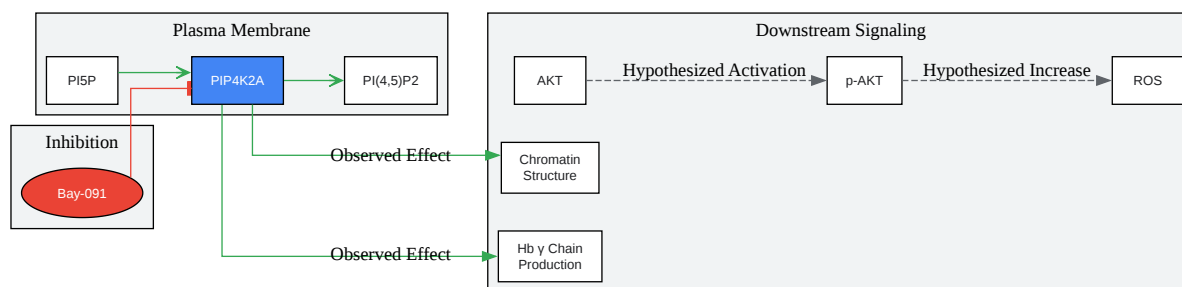 Plasma Membrane
PI5P
PIP4K2A
PI(4,5)P2
Inhibition
Bay-091
Downstream Signaling
AKT
Hypothesized Activation
p-AKT
Hypothesized Increase
ROS
Observed Effect
Chromatin
Structure
Observed Effect
Hb γ Chain
Production